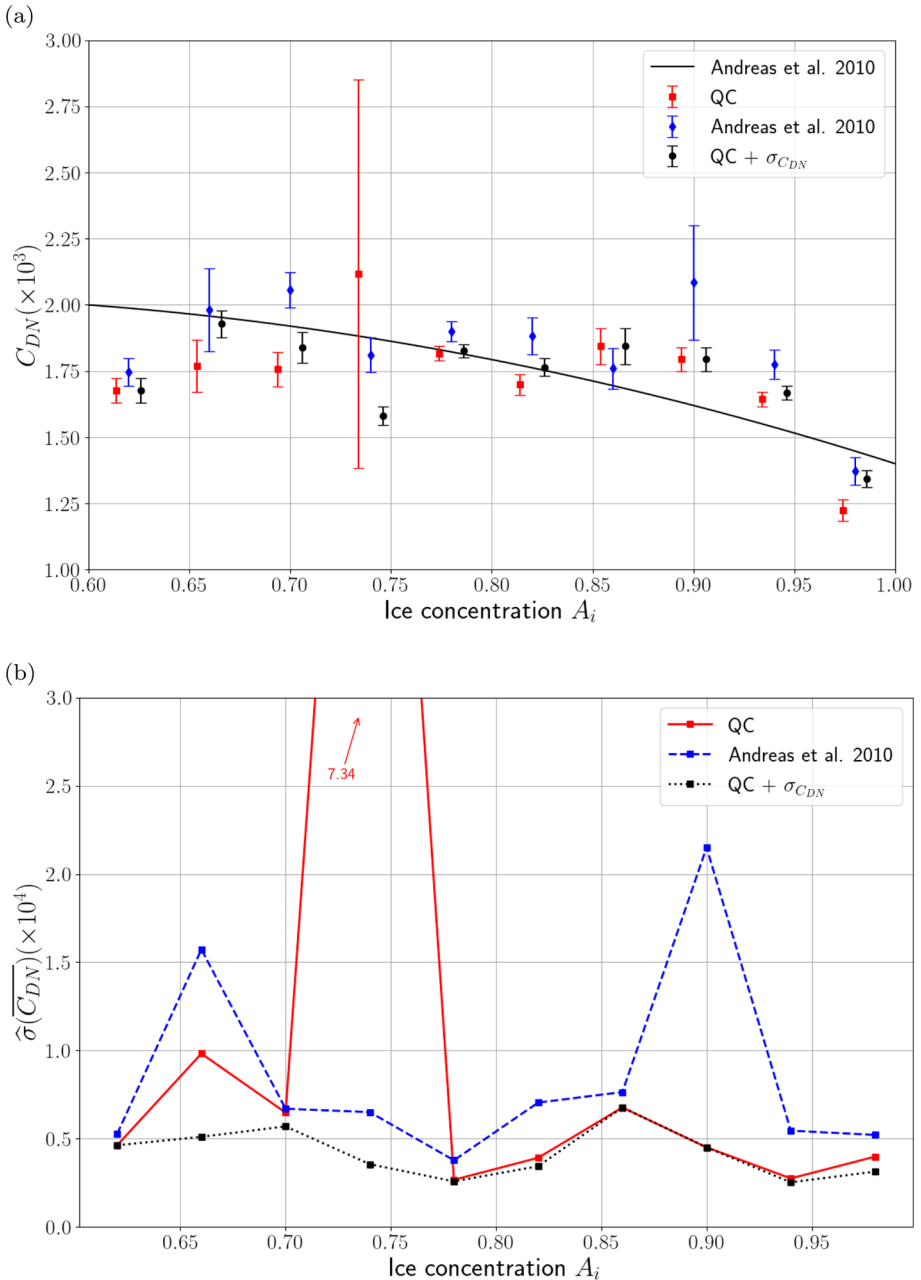 (a)
3.00
2.75
2.50
2.25
2.00
1.75
1.50
1.25
1.00
C_{DN}(×10^3)
Andreas et al. 2010
QC
Andreas et al. 2010
QC + σ_{C_{DN}}
0.60 0.65 0.70 0.75 0.80 0.85 0.90 0.95 1.00
Ice concentration A_i
(b)
3.0
2.5
2.0
1.5
1.0
0.5
0.0
\widehat{σ}(\overline{C_{DN}})(×10^4)
7.34
QC
Andreas et al. 2010
QC + σ_{C_{DN}}
0.65 0.70 0.75 0.80 0.85 0.90 0.95
Ice concentration A_i